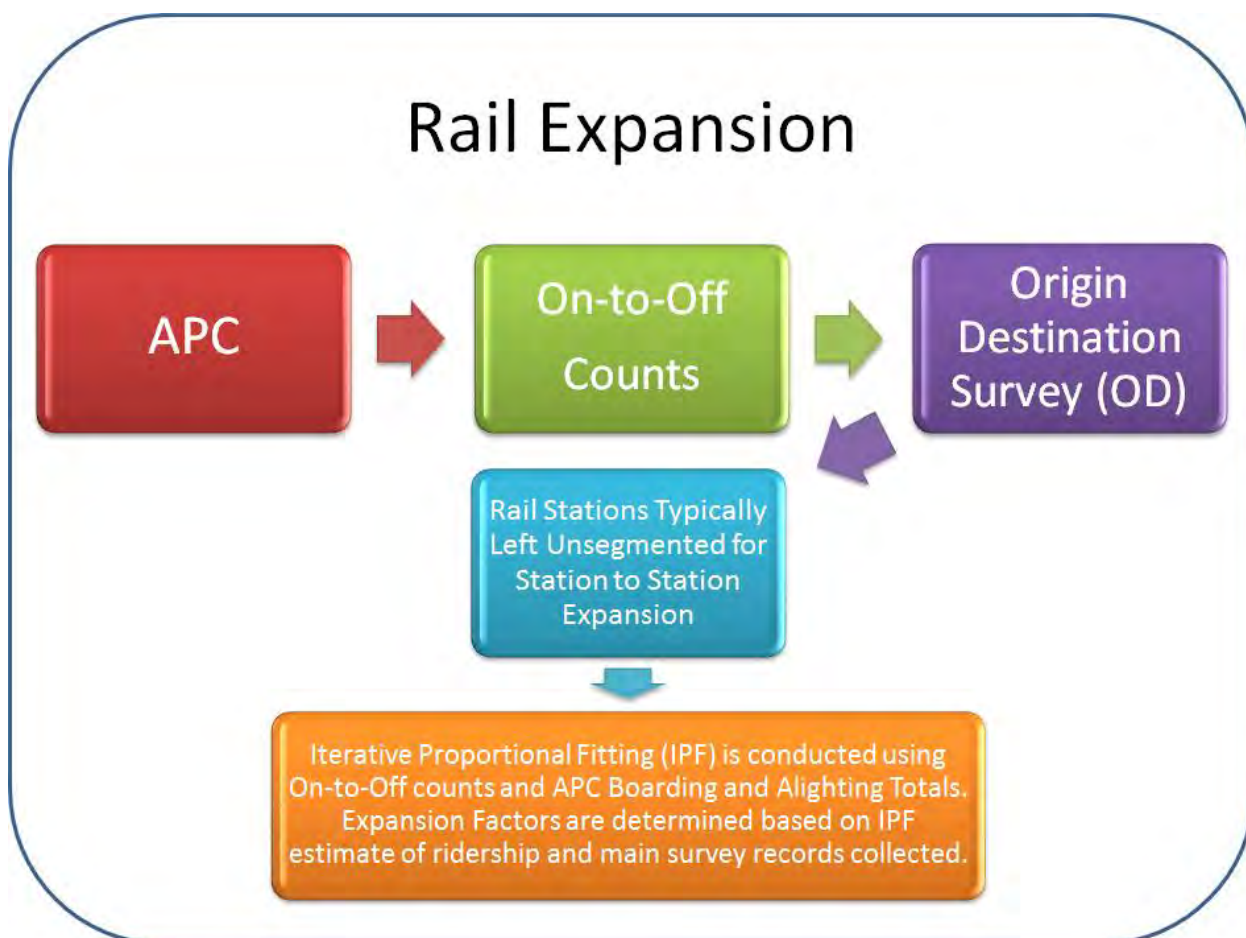 Rail Expansion
APC
On-to-Off
Counts
Origin
Destination
Survey (OD)
Rail Stations Typically
Left Unsegmented for
Station to Station
Expansion
Iterative Proportional Fitting (IPF) is conducted using
On-to-Off counts and APC Boarding and Alighting Totals.
Expansion Factors are determined based on IPF
estimate of ridership and main survey records collected.